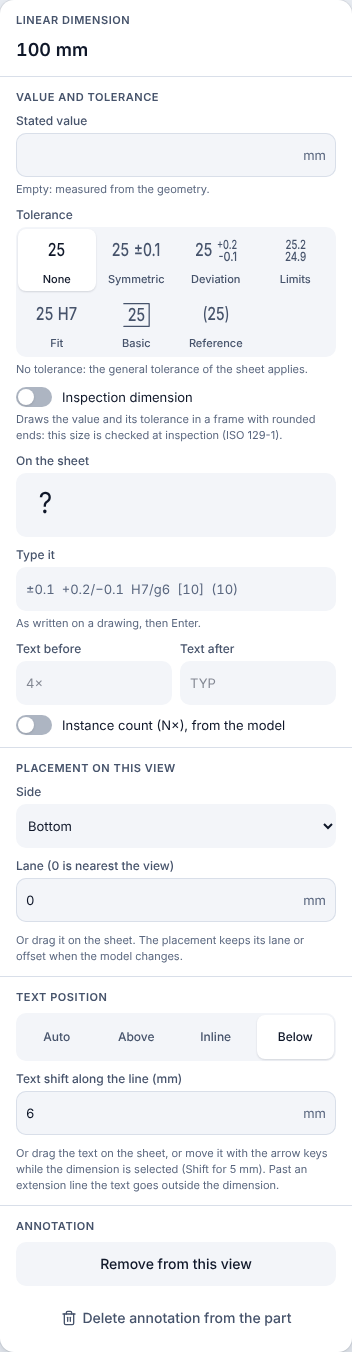 LINEAR DIMENSION
100 mm
VALUE AND TOLERANCE
Stated value
mm
Empty: measured from the geometry.
Tolerance
25
None
25 ±0.1
Symmetric
25 +0.2 -0.1
Deviation
25.2
24.9
Limits
25 H7
Fit
25
Basic
(25)
Reference
No tolerance: the general tolerance of the sheet applies.
Inspection dimension
Draws the value and its tolerance in a frame with rounded
ends: this size is checked at inspection (ISO 129-1).
On the sheet
?
Type it
±0.1 +0.2/−0.1 H7/g6 [10] (10)
As written on a drawing, then Enter.
Text before
Text after
4×
TYP
Instance count (N×), from the model
PLACEMENT ON THIS VIEW
Side
Bottom
Lane (0 is nearest the view)
0 mm
Or drag it on the sheet. The placement keeps its lane or
offset when the model changes.
TEXT POSITION
Auto Above Inline Below
Text shift along the line (mm)
6 mm
Or drag the text on the sheet, or move it with the arrow keys
while the dimension is selected (Shift for 5 mm). Past an
extension line the text goes outside the dimension.
ANNOTATION
Remove from this view
Delete annotation from the part